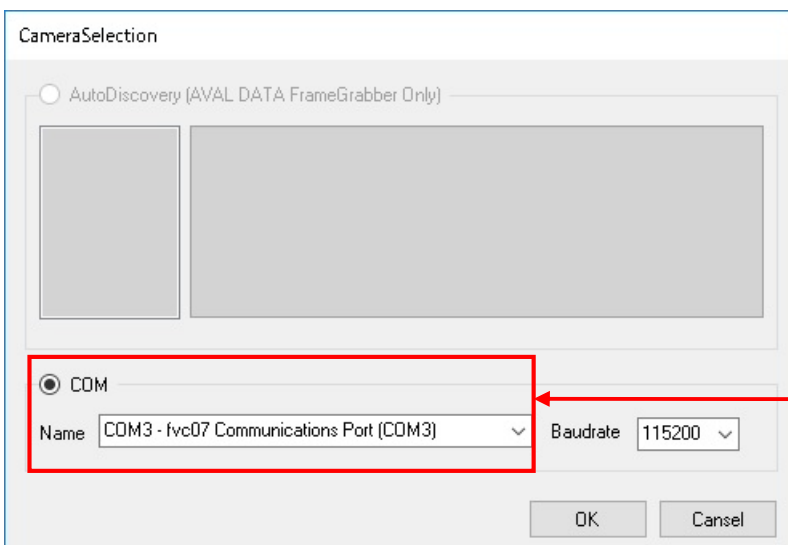 CameraSelection
AutoDiscovery (AVAL DATA FrameGrabber Only)
COM
Name COM3 - fvc07 Communications Port (COM3) Baudrate 115200
OK Cansel